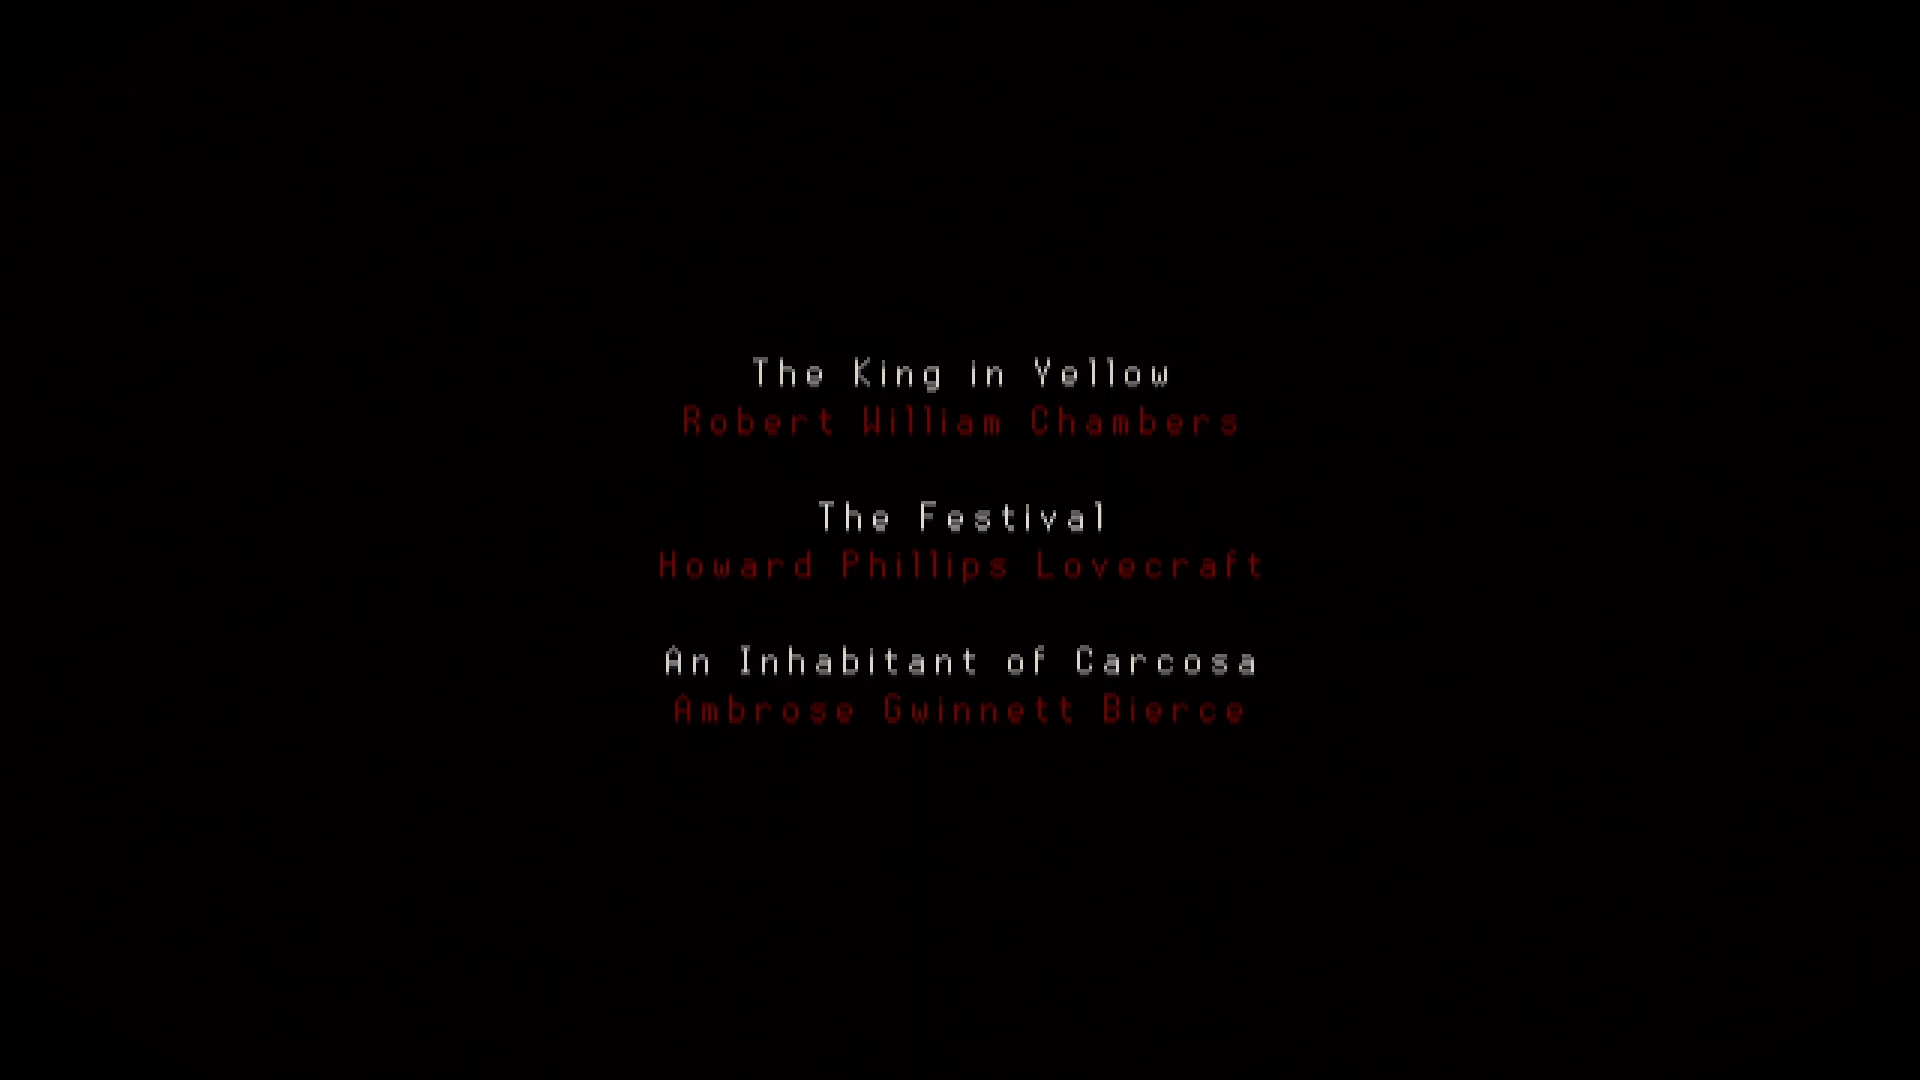 The King in Yellow
Robert William Chambers
The Festival
Howard Phillips Lovecraft
An Inhabitant of Carcosa
Ambrose Gwinnett Bierce